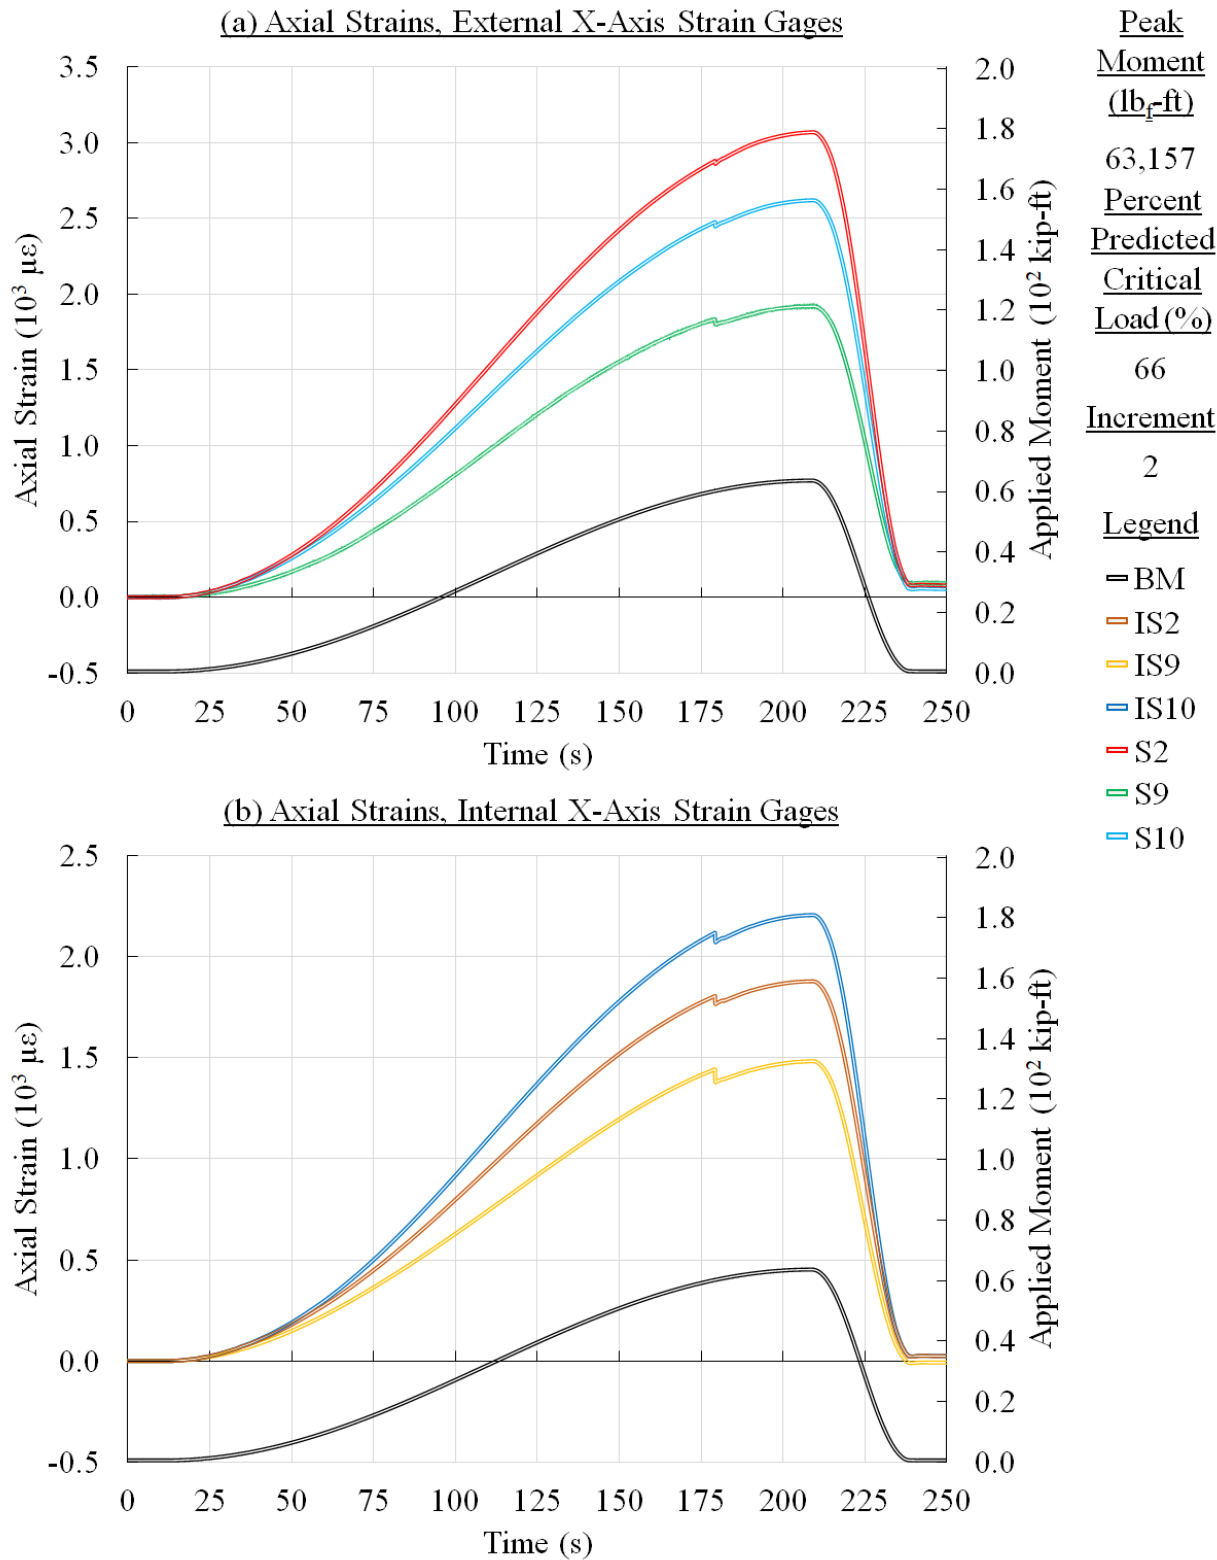 (a) Axial Strains, External X-Axis Strain Gages
3.5
3.0
2.5
2.0
1.5
1.0
0.5
0.0
-0.5
Axial Strain (10³ µε)
2.0
1.8
1.6
1.4
1.2
1.0
0.8
0.6
0.4
0.2
0.0
Applied Moment (10² kip-ft)
0 25 50 75 100 125 150 175 200 225 250
Time (s)
Peak
Moment
(lb_f-ft)
63,157
Percent
Predicted
Critical
Load (%)
66
Increment
2
Legend
BM
IS2
IS9
IS10
S2
S9
S10
(b) Axial Strains, Internal X-Axis Strain Gages
2.5
2.0
1.5
1.0
0.5
0.0
-0.5
Axial Strain (10³ µε)
2.0
1.8
1.6
1.4
1.2
1.0
0.8
0.6
0.4
0.2
0.0
Applied Moment (10² kip-ft)
0 25 50 75 100 125 150 175 200 225 250
Time (s)